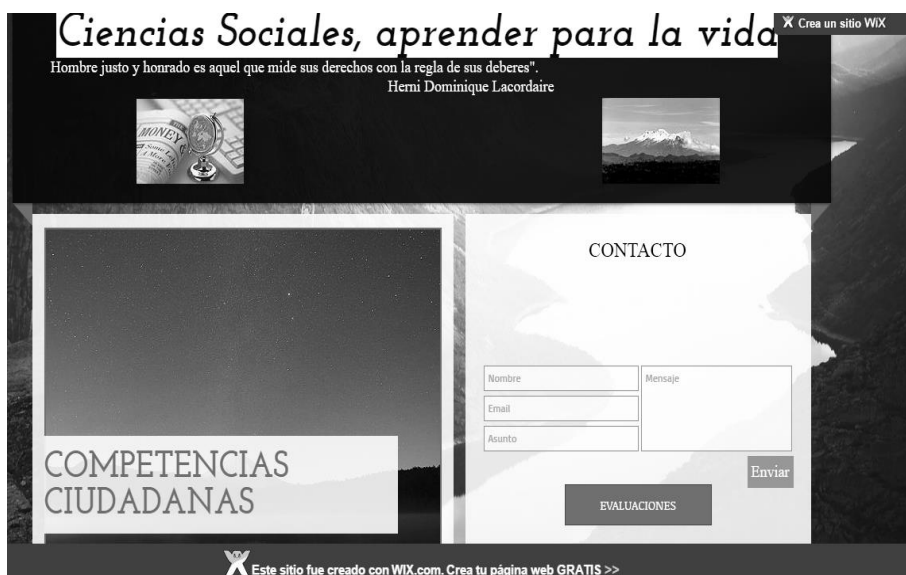 Ciencias Sociales, aprender para la vida
Crea un sitio WiX
Hombre justo y honrado es aquel que mide sus derechos con la regla de sus deberes".
Herni Dominique Lacordaire
MONEY
CONTACTO
Nombre
Mensaje
Email
Asunto
Enviar
EVALUACIONES
COMPETENCIAS
CIUDADANAS
Este sitio fue creado con WIX.com. Crea tu página web GRATIS >>